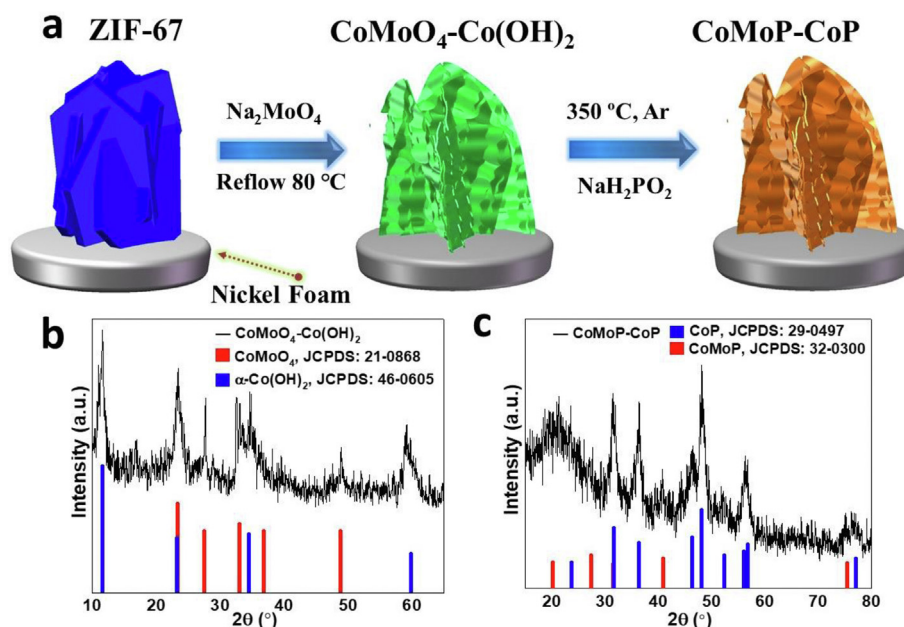 a
ZIF-67
CoMoO₄-Co(OH)₂
CoMoP-CoP
Na₂MoO₄
Reflow 80 °C
350 °C, Ar
NaH₂PO₂
Nickel Foam
b
CoMoO₄-Co(OH)₂
CoMoO₄, JCPDS: 21-0868
α-Co(OH)₂, JCPDS: 46-0605
Intensity (a.u.)
10 20 30 40 50 60
2θ (°)
c
CoMoP-CoP
CoP, JCPDS: 29-0497
CoMoP, JCPDS: 32-0300
Intensity (a.u.)
20 30 40 50 60 70 80
2θ (°)